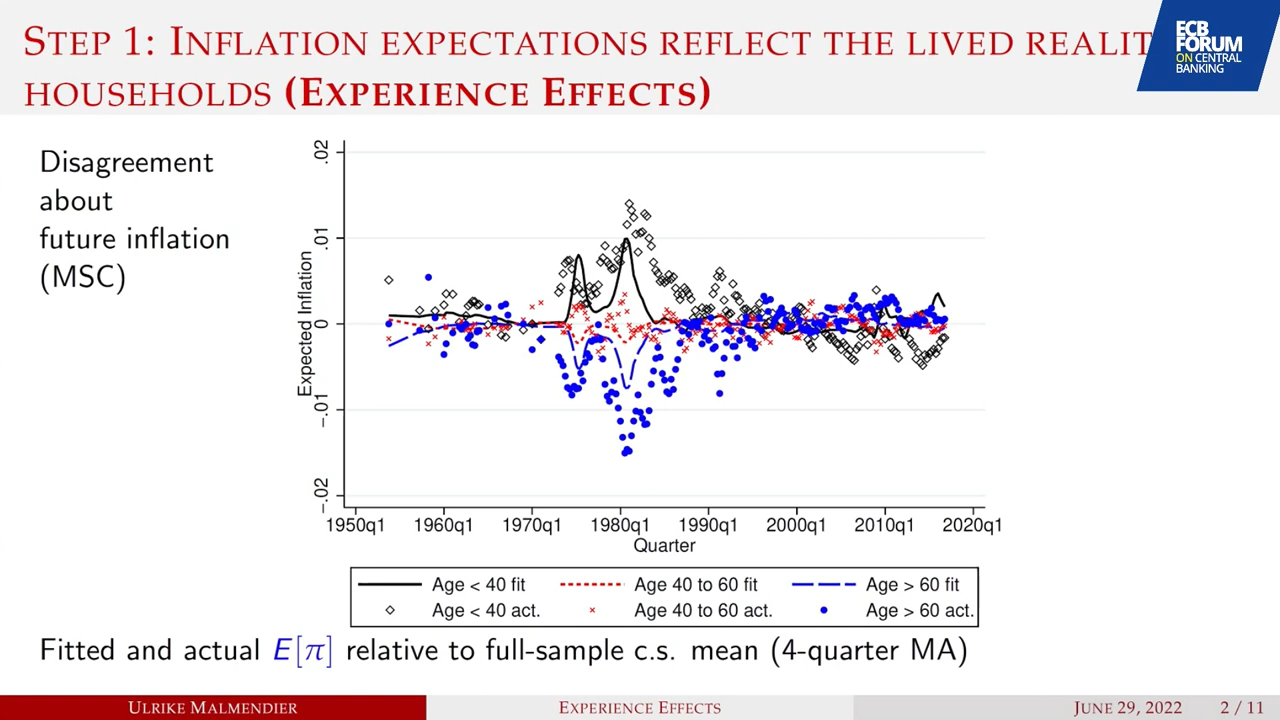 STEP 1: INFLATION EXPECTATIONS REFLECT THE LIVED REALIT
HOUSEHOLDS (EXPERIENCE EFFECTS)
ECB
FORUM
ON CENTRAL
BANKING
Disagreement
about
future inflation
(MSC)
Expected Inflation
.02
.01
0
-.01
-.02
1950q1 1960q1 1970q1 1980q1 1990q1 2000q1 2010q1 2020q1
Quarter
Age < 40 fit Age 40 to 60 fit Age > 60 fit
Age < 40 act. Age 40 to 60 act. Age > 60 act.
Fitted and actual E[π] relative to full-sample c.s. mean (4-quarter MA)
ULRIKE MALMENDIER EXPERIENCE EFFECTS JUNE 29, 2022 2 / 11